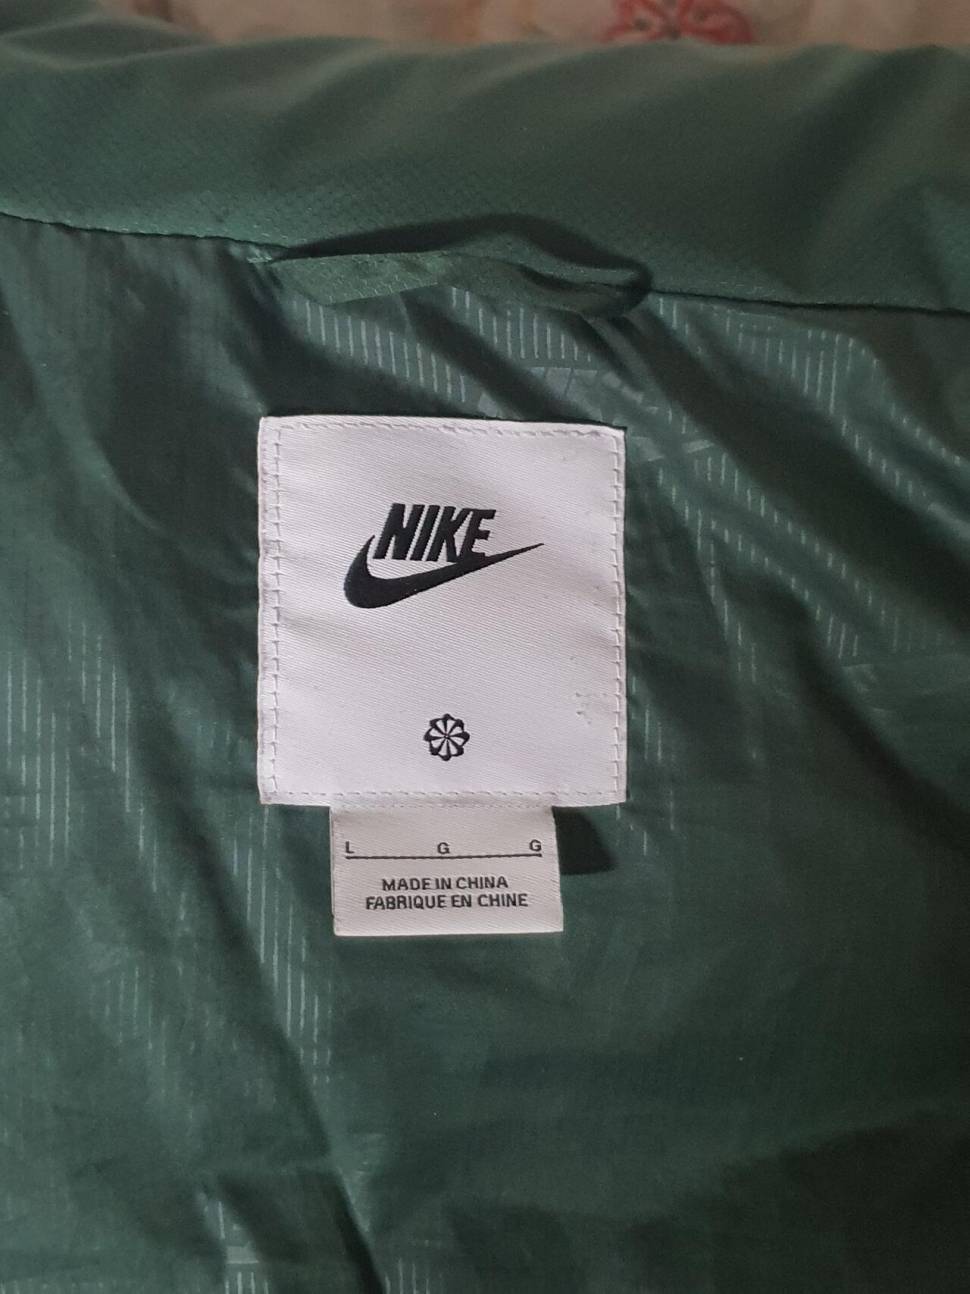 NIKE
L G G
MADE IN CHINA
FABRIQUE EN CHINE